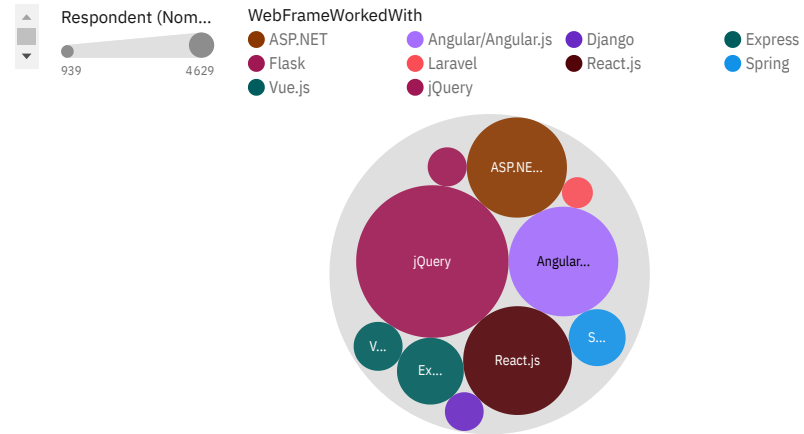 Respondent (Nom...
939 4629
WebFrameWorkedWith
ASP.NET Angular/Angular.js Django Express
Flask Laravel React.js Spring
Vue.js jQuery
ASP.NE...
jQuery Angular...
V... Ex... React.js S...